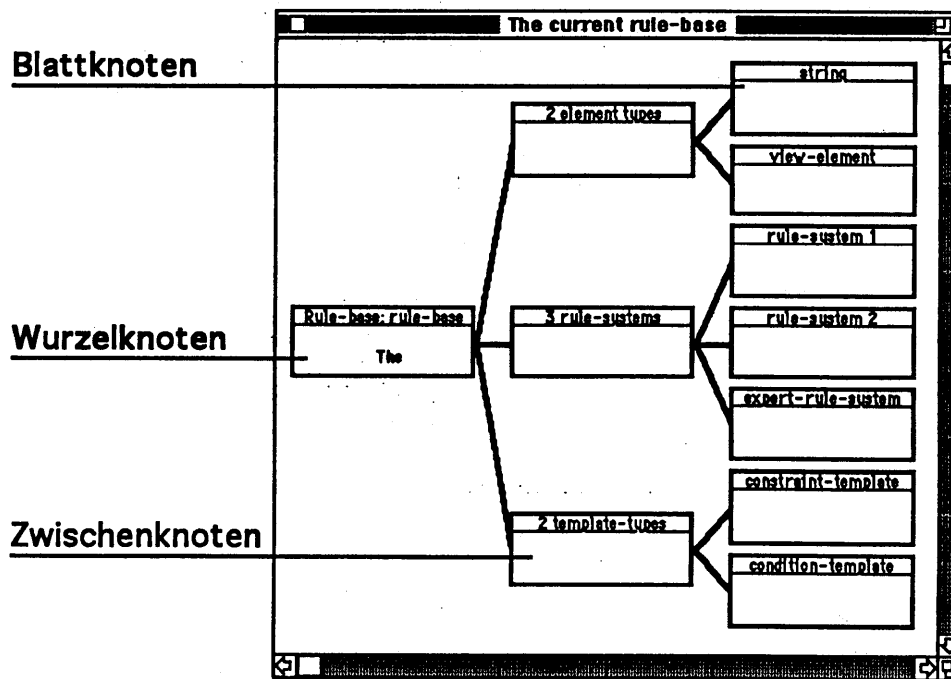 The current rule-base
Blattknoten
string
2 element types
view-element
rule-system 1
Wurzelknoten
Rule-base: rule-base
The
3 rule-systems
rule-system 2
expert-rule-system
Zwischenknoten
2 template-types
constraint-template
condition-template